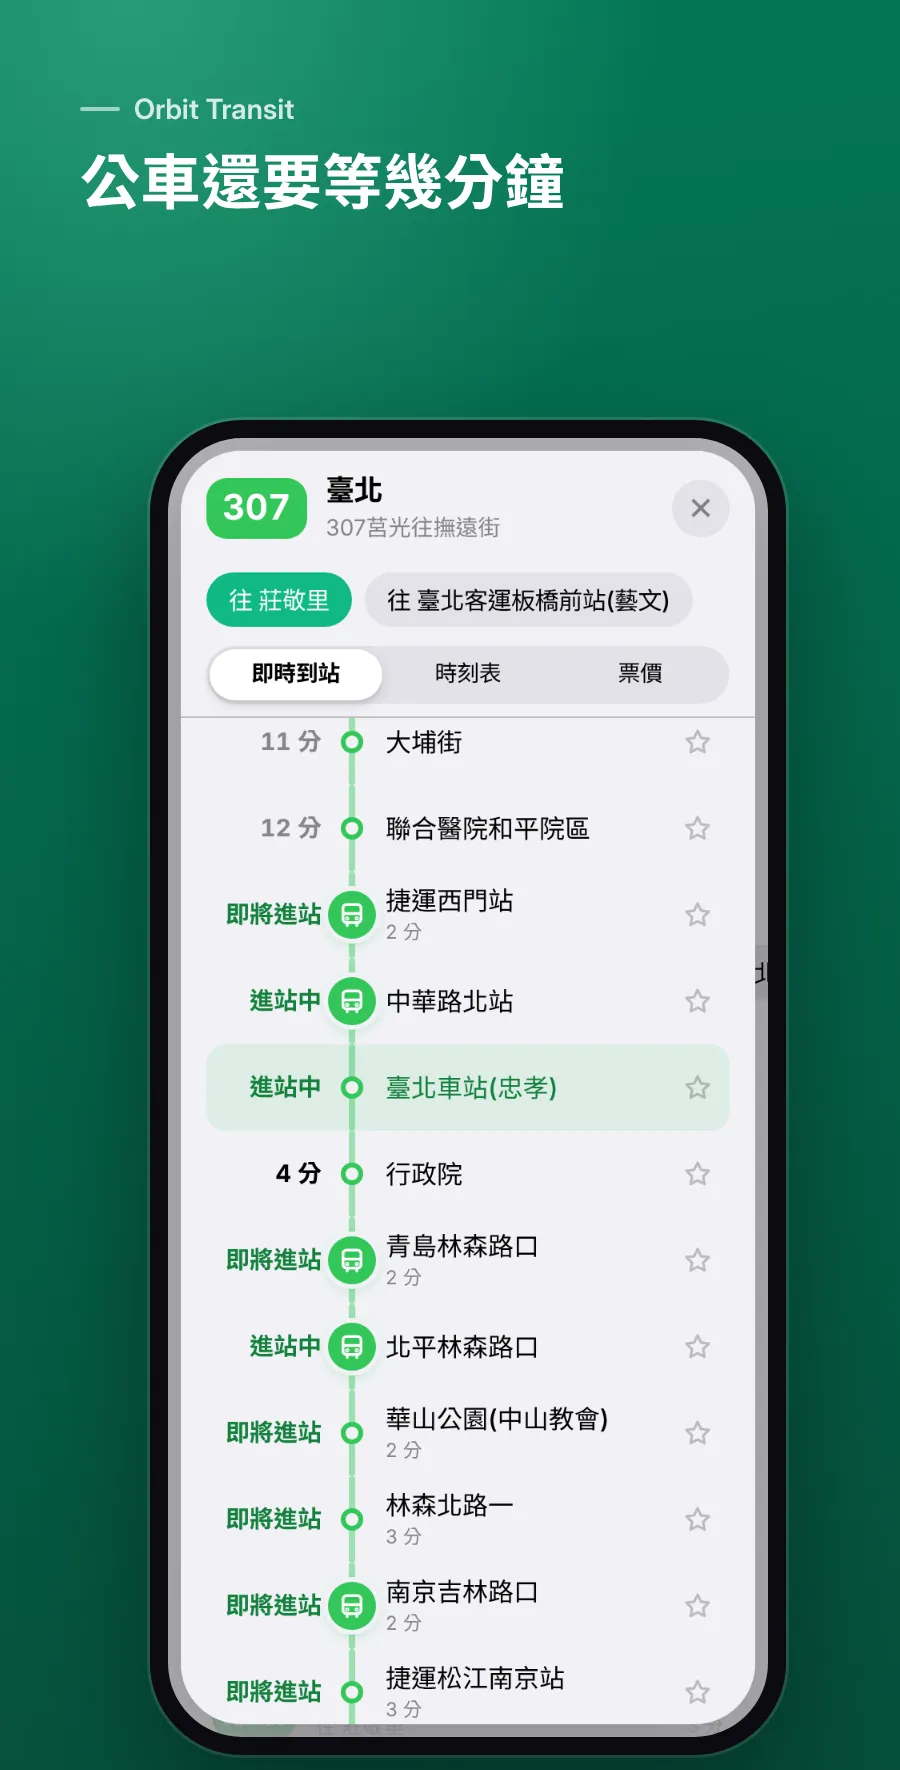 Orbit Transit
公車還要等幾分鐘
307
臺北
307莒光往撫遠街
往 莊敬里
往 臺北客運板橋前站(藝文)
即時到站
時刻表
票價
11 分
大埔街
12 分
聯合醫院和平院區
即將進站
捷運西門站
2 分
進站中
中華路北站
北
進站中
臺北車站(忠孝)
4 分
行政院
即將進站
青島林森路口
2 分
進站中
北平林森路口
即將進站
華山公園(中山教會)
2 分
即將進站
林森北路一
3 分
即將進站
南京吉林路口
2 分
即將進站
捷運松江南京站
3 分
往 莊敬里
3 分